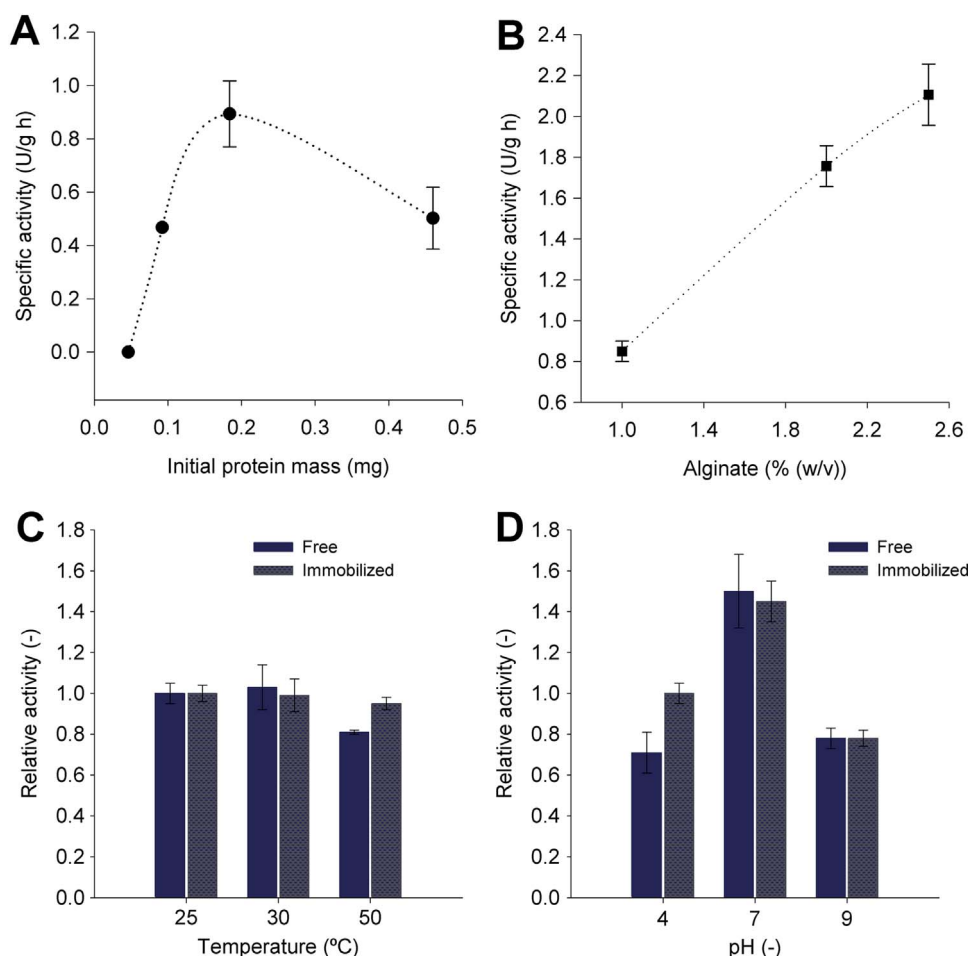 A
Specific activity (U/g h)
1.2
1.0
0.8
0.6
0.4
0.2
0.0
0.0 0.1 0.2 0.3 0.4 0.5
Initial protein mass (mg)
B
Specific activity (U/g h)
2.4
2.2
2.0
1.8
1.6
1.4
1.2
1.0
0.8
0.6
1.0 1.4 1.8 2.2 2.6
Alginate (% (w/v))
C
Relative activity (-)
1.8
1.6
1.4
1.2
1.0
0.8
0.6
0.4
0.2
0.0
Free
Immobilized
25 30 50
Temperature (ºC)
D
Relative activity (-)
1.8
1.6
1.4
1.2
1.0
0.8
0.6
0.4
0.2
0.0
Free
Immobilized
4 7 9
pH (-)